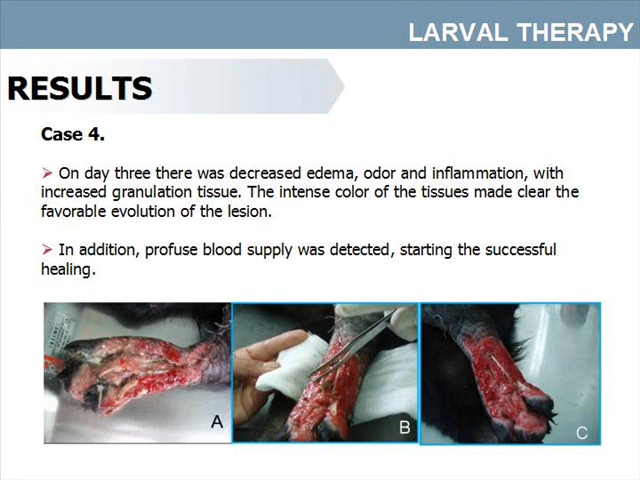 LARVAL THERAPY
RESULTS
Case 4.
➢ On day three there was decreased edema, odor and inflammation, with
increased granulation tissue. The intense color of the tissues made clear the
favorable evolution of the lesion.
➢ In addition, profuse blood supply was detected, starting the successful
healing.
A
B
C